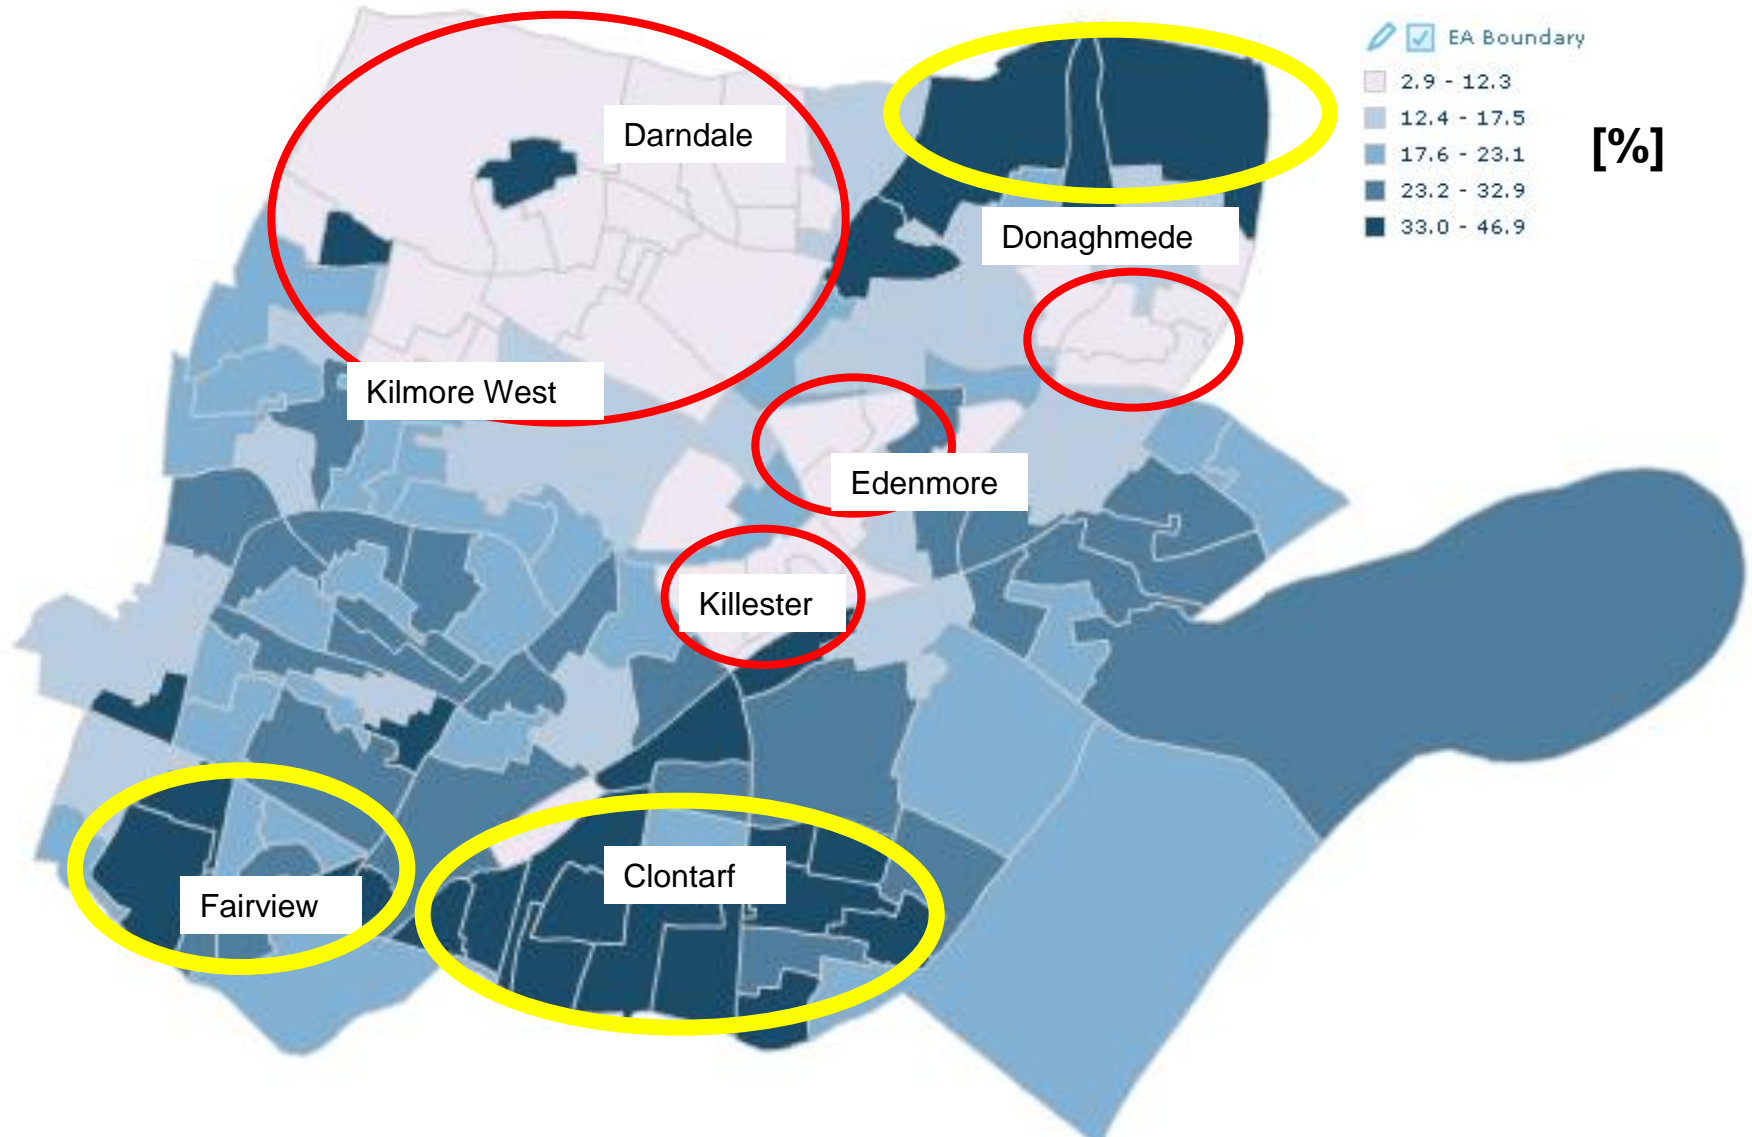 EA Boundary
2.9 - 12.3
12.4 - 17.5
17.6 - 23.1
23.2 - 32.9
33.0 - 46.9
[%]
Darndale
Donaghmede
Kilmore West
Edenmore
Killester
Clontarf
Fairview